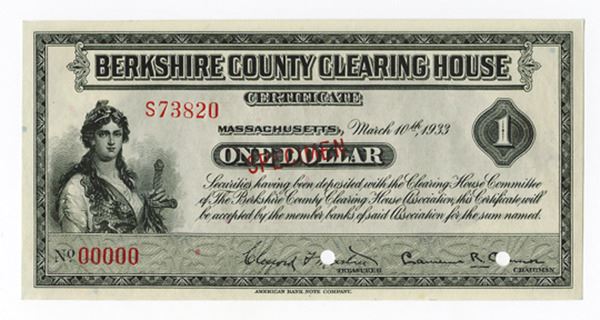 BERKSHIRE COUNTY CLEARING HOUSE
CERTIFICATE
S73820
MASSACHUSETTS, March 10th, 1933
1
ONE DOLLAR
SPECIMEN
Securities having been deposited with the Clearing House Committee
of The Berkshire County Clearing House Association, this Certificate will
be accepted by the member banks of said Association for the sum named.
No 00000
TREASURER
CHAIRMAN
AMERICAN BANK NOTE COMPANY.